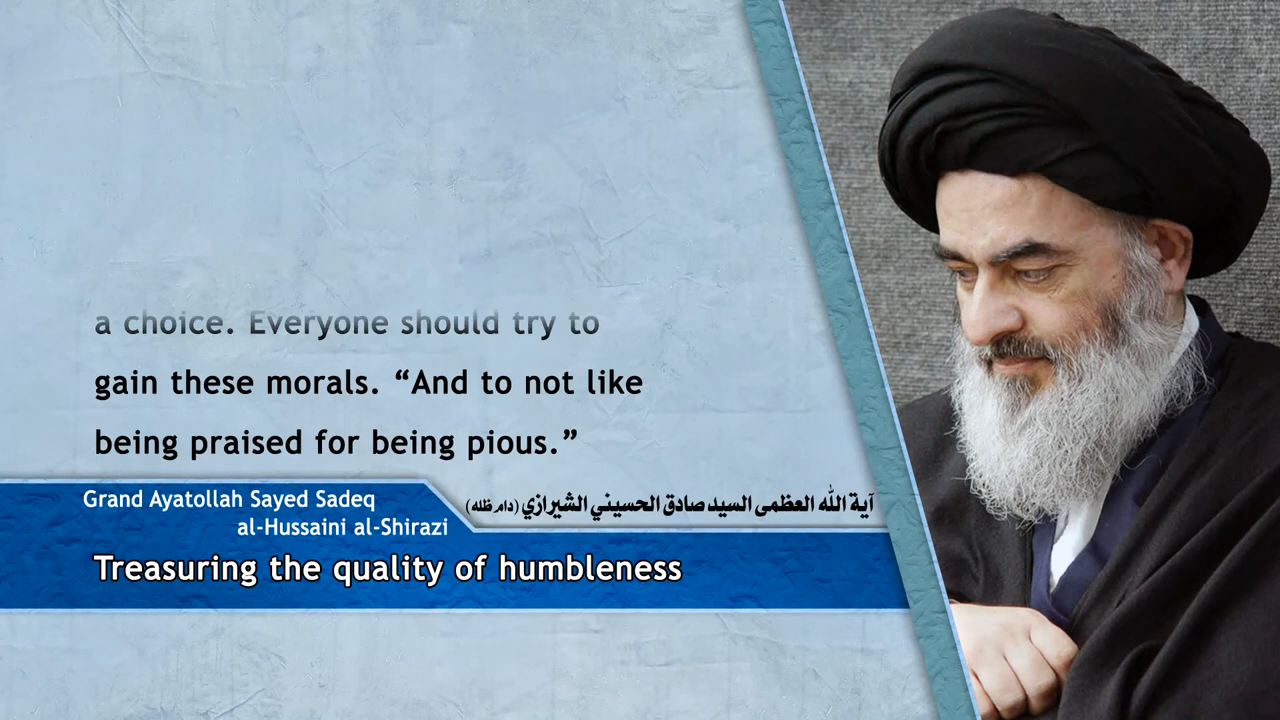 a choice. Everyone should try to
gain these morals. “And to not like
being praised for being pious.”
Grand Ayatollah Sayed Sadeq
al-Hussaini al-Shirazi
آية الله العظمى السيد صادق الحسيني الشيرازي (دام ظله)
Treasuring the quality of humbleness